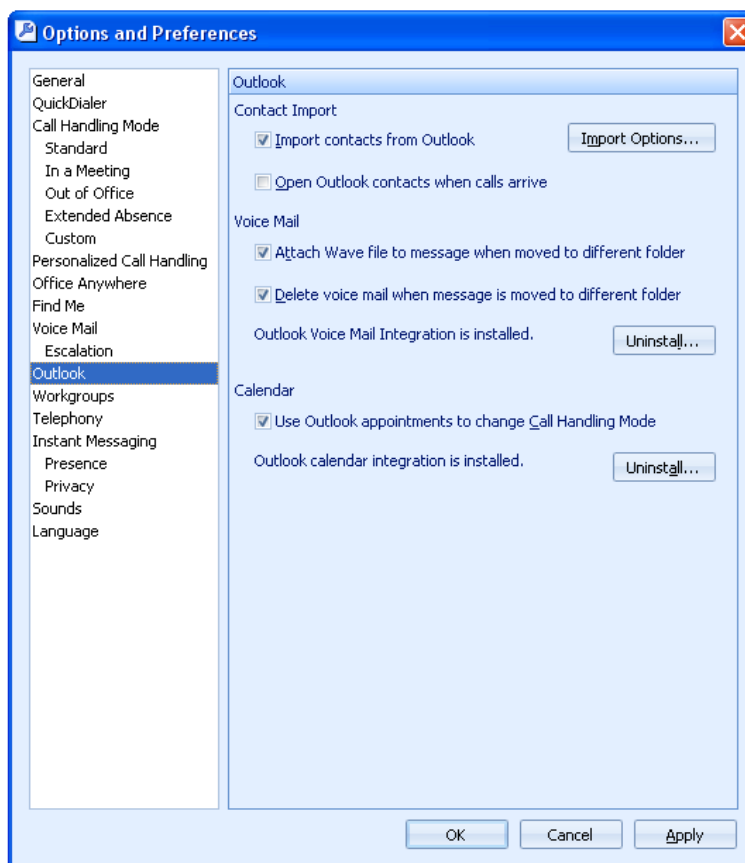 Options and Preferences
General
QuickDialer
Call Handling Mode
Standard
In a Meeting
Out of Office
Extended Absence
Custom
Personalized Call Handling
Office Anywhere
Find Me
Voice Mail
Escalation
Outlook
Workgroups
Telephony
Instant Messaging
Presence
Privacy
Sounds
Language
Outlook
Contact Import
Import contacts from Outlook
Import Options...
Open Outlook contacts when calls arrive
Voice Mail
Attach Wave file to message when moved to different folder
Delete voice mail when message is moved to different folder
Outlook Voice Mail Integration is installed.
Uninstall...
Calendar
Use Outlook appointments to change Call Handling Mode
Outlook calendar integration is installed.
Uninstall...
OK
Cancel
Apply